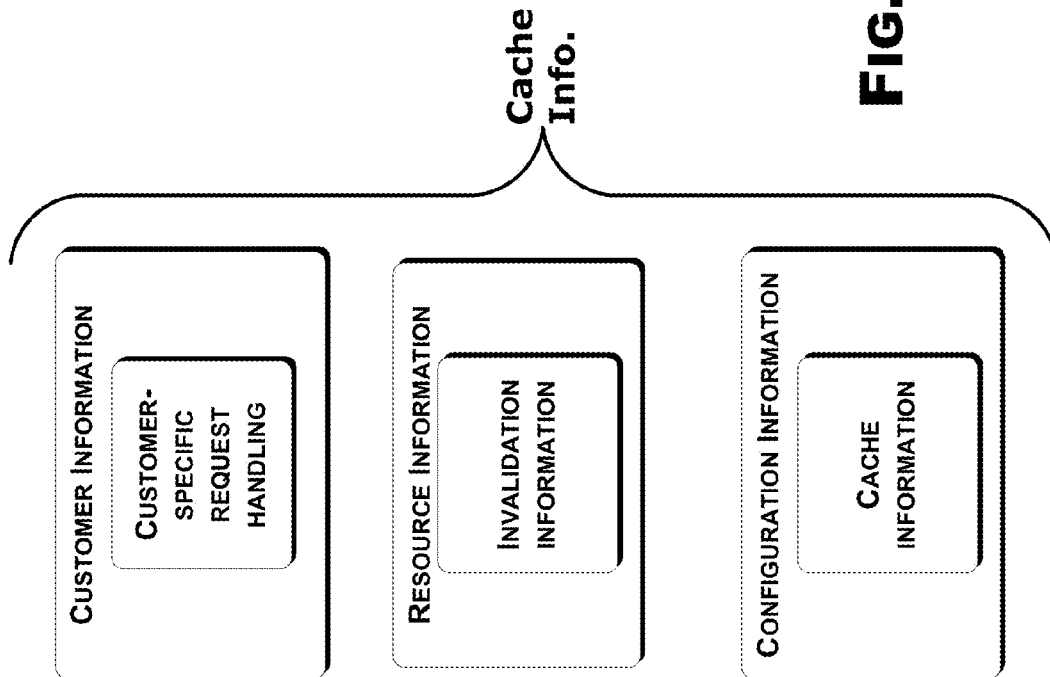 CUSTOMER INFORMATION
CUSTOMER-
SPECIFIC
REQUEST
HANDLING
RESOURCE INFORMATION
INVALIDATION
INFORMATION
CONFIGURATION INFORMATION
CACHE
INFORMATION
Cache
Info.
FIG.